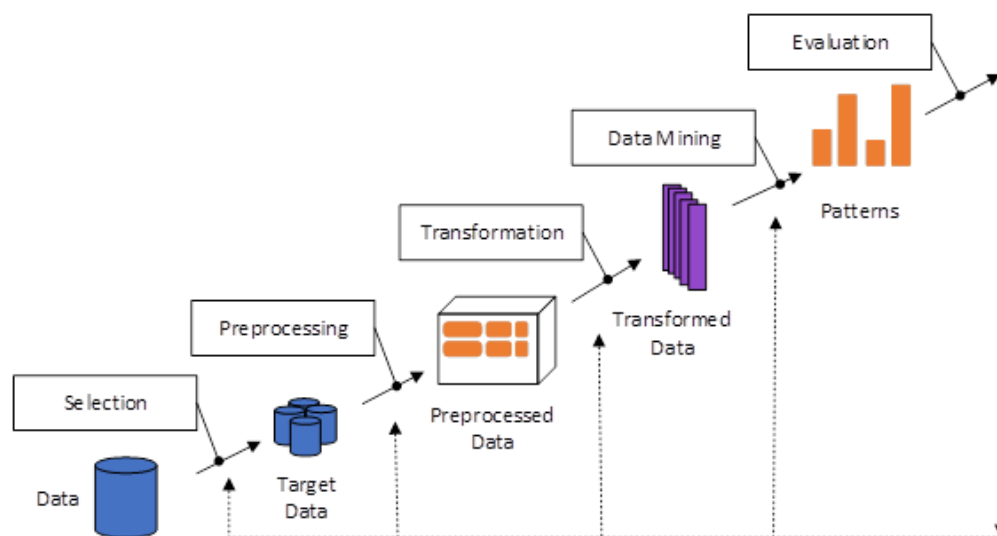 Evaluation
Data Mining
Patterns
Transformation
Transformed
Data
Preprocessing
Preprocessed
Data
Selection
Target
Data
Data